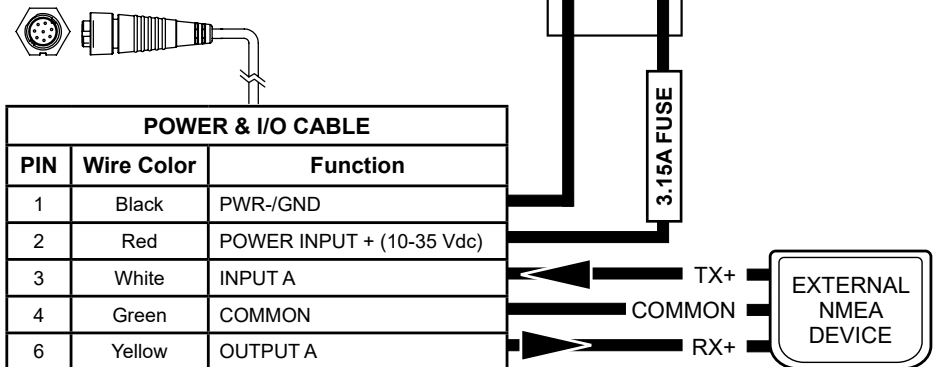 3.15A FUSE
POWER & I/O CABLE
PIN Wire Color Function
1 Black PWR-/GND
2 Red POWER INPUT + (10-35 Vdc)
3 White INPUT A
4 Green COMMON
6 Yellow OUTPUT A
TX+
COMMON
RX+
EXTERNAL
NMEA
DEVICE